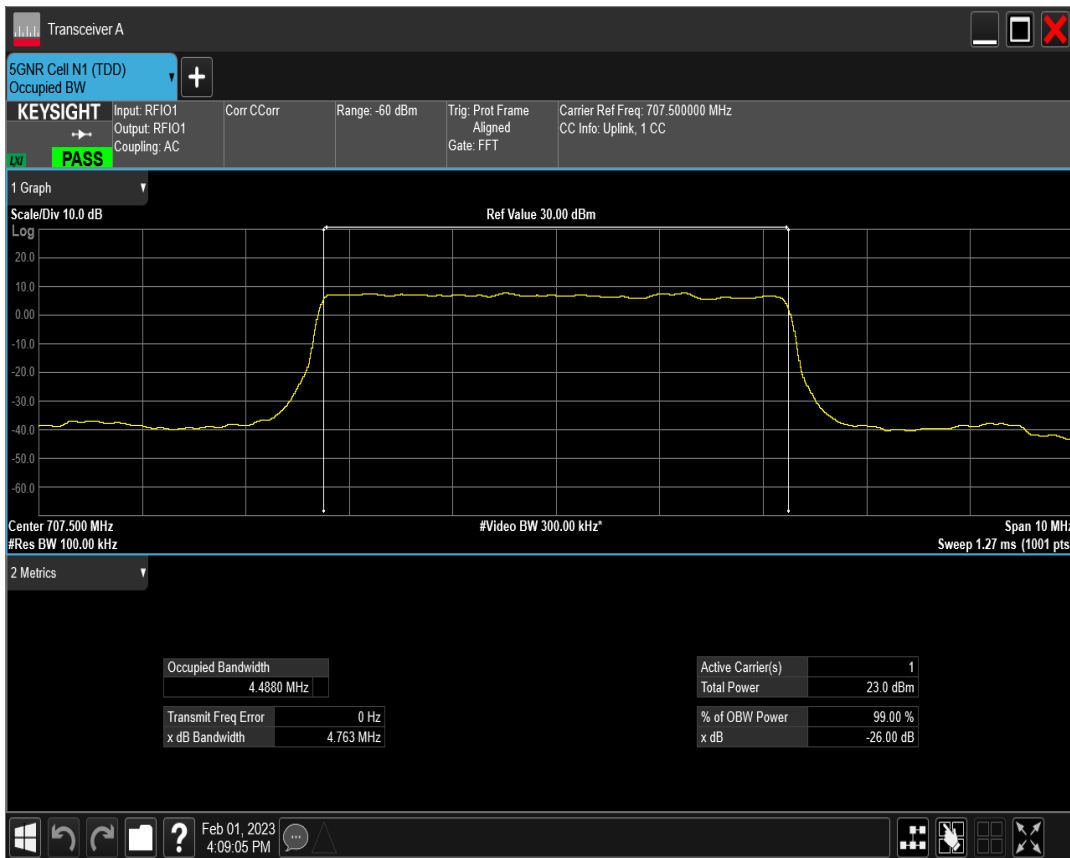 Transceiver A
5GNR Cell N1 (TDD)
Occupied BW
KEYSIGHT
LXI
PASS
Input: RFIO1
Output: RFIO1
Coupling: AC
Corr CCorr
Range: -60 dBm
Trig: Prot Frame
Aligned
Gate: FFT
Carrier Ref Freq: 707.500000 MHz
CC Info: Uplink, 1 CC
1 Graph
Scale/Div 10.0 dB
Ref Value 30.00 dBm
Log
20.0
10.0
0.00
-10.0
-20.0
-30.0
-40.0
-50.0
-60.0
Center 707.500 MHz
#Video BW 300.00 kHz*
Span 10 MHz
#Res BW 100.00 kHz
Sweep 1.27 ms (1001 pts
2 Metrics
Occupied Bandwidth
4.4880 MHz
Transmit Freq Error 0 Hz
x dB Bandwidth 4.763 MHz
Active Carrier(s) 1
Total Power 23.0 dBm
% of OBW Power 99.00 %
x dB -26.00 dB
Feb 01, 2023
4:09:05 PM